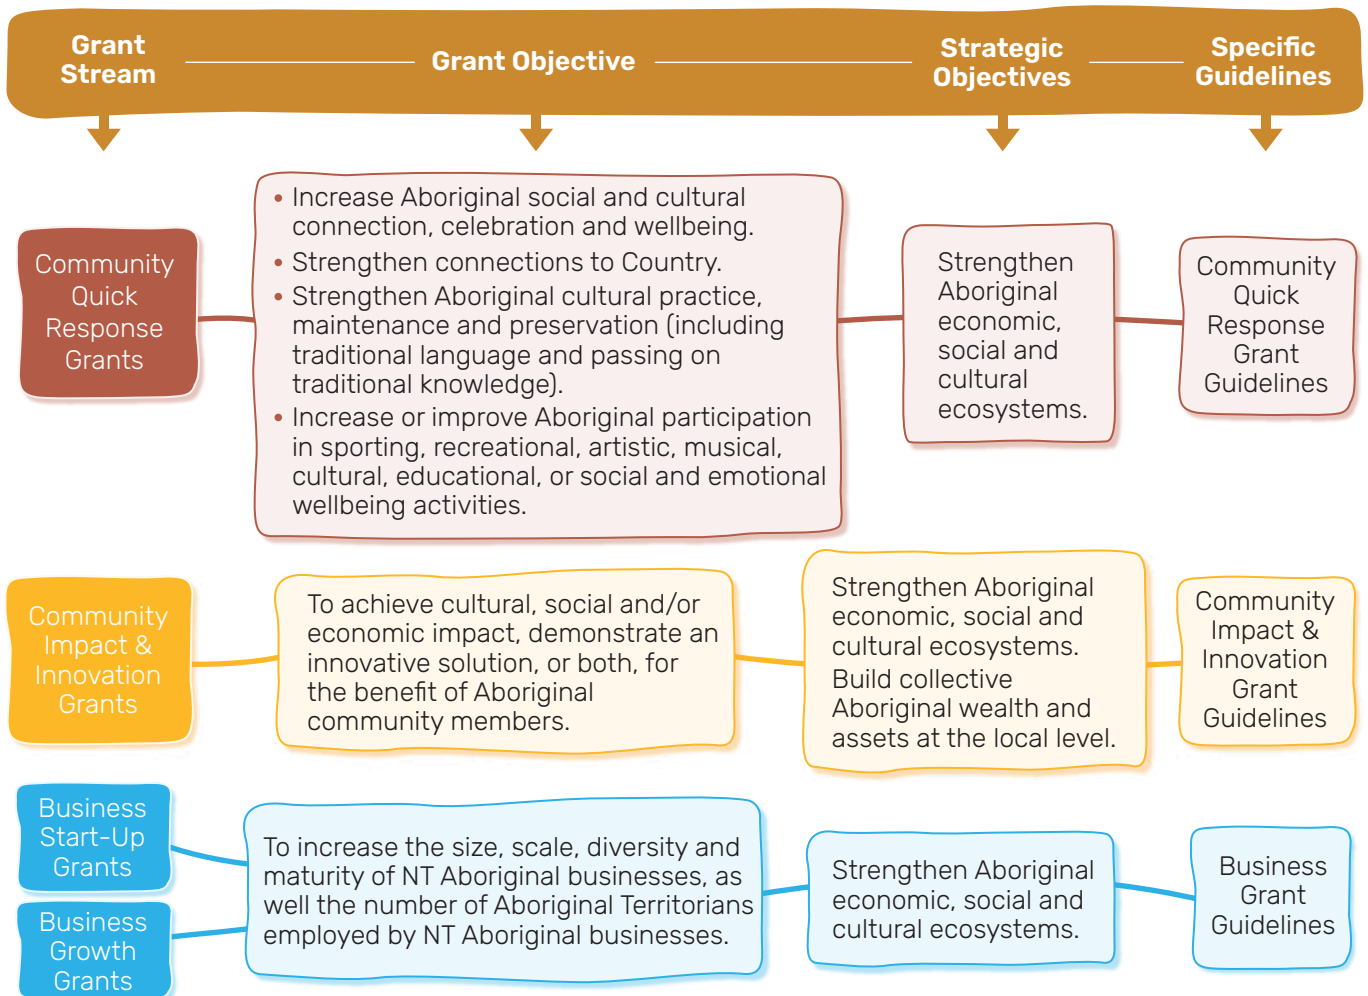 Grant
Stream
Grant Objective
Strategic
Objectives
Specific
Guidelines
Community
Quick
Response
Grants
• Increase Aboriginal social and cultural
connection, celebration and wellbeing.
• Strengthen connections to Country.
• Strengthen Aboriginal cultural practice,
maintenance and preservation (including
traditional language and passing on
traditional knowledge).
• Increase or improve Aboriginal participation
in sporting, recreational, artistic, musical,
cultural, educational, or social and emotional
wellbeing activities.
Strengthen
Aboriginal
economic,
social and
cultural
ecosystems.
Community
Quick
Response
Grant
Guidelines
Community
Impact &
Innovation
Grants
To achieve cultural, social and/or
economic impact, demonstrate an
innovative solution, or both, for
the benefit of Aboriginal
community members.
Strengthen Aboriginal
economic, social and
cultural ecosystems.
Build collective
Aboriginal wealth and
assets at the local level.
Community
Impact &
Innovation
Grant
Guidelines
Business
Start-Up
Grants
Business
Growth
Grants
To increase the size, scale, diversity and
maturity of NT Aboriginal businesses, as
well the number of Aboriginal Territorians
employed by NT Aboriginal businesses.
Strengthen Aboriginal
economic, social and
cultural ecosystems.
Business
Grant
Guidelines